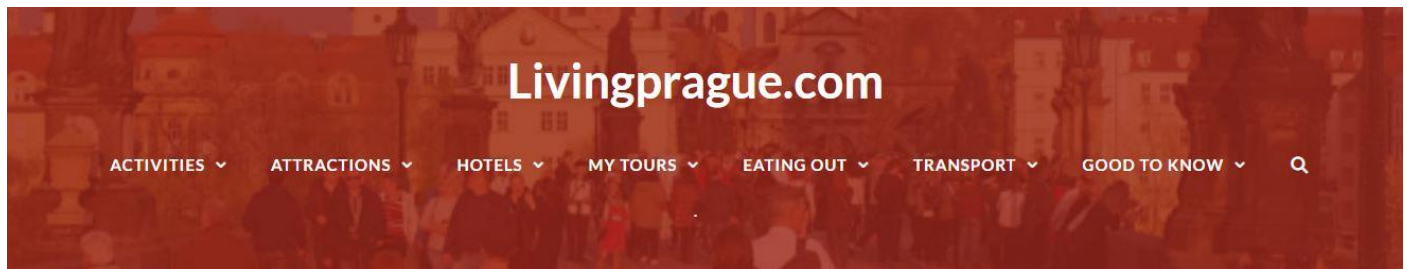 Livingprague.com
ACTIVITIES ATTRACTIONS HOTELS MY TOURS EATING OUT TRANSPORT GOOD TO KNOW
.